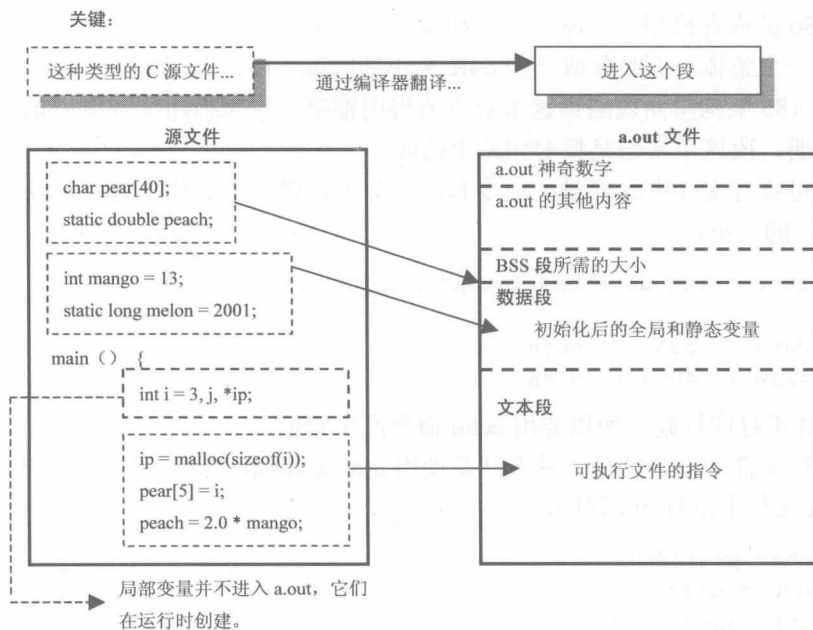 关键：
这种类型的 C 源文件...
通过编译器翻译...
进入这个段
源文件
char pear[40];
static double peach;
int mango = 13;
static long melon = 2001;
main （） {
int i = 3, j, *ip;
ip = nalloc(sizeof(i));
pear[5] = i;
peach = 2.0 * mango;
局部变量并不进入 a.out，它们
在运行时创建。
a.out 文件
a.out 神奇数字
a.out 的其他内容
BSS 段所需的大小
数据段
初始化后的全局和静态变量
文本段
可执行文件的指令